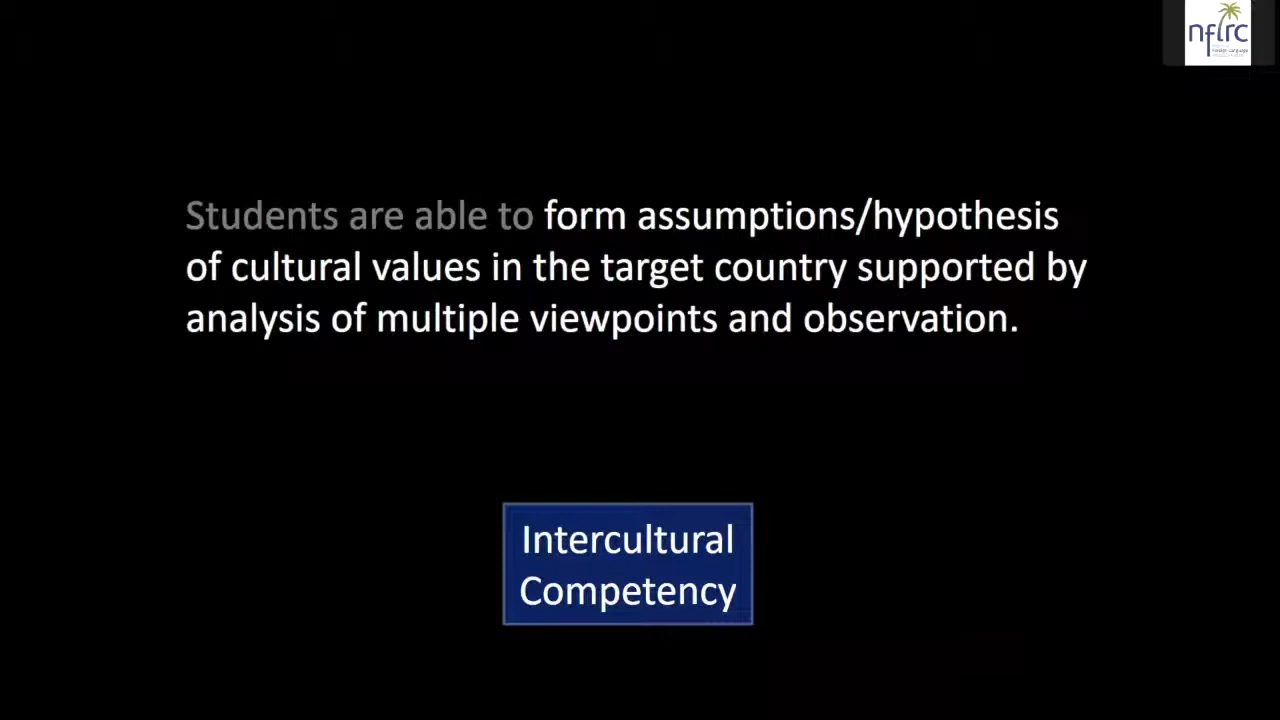 nflrc
Students are able to form assumptions/hypothesis
of cultural values in the target country supported by
analysis of multiple viewpoints and observation.
Intercultural
Competency